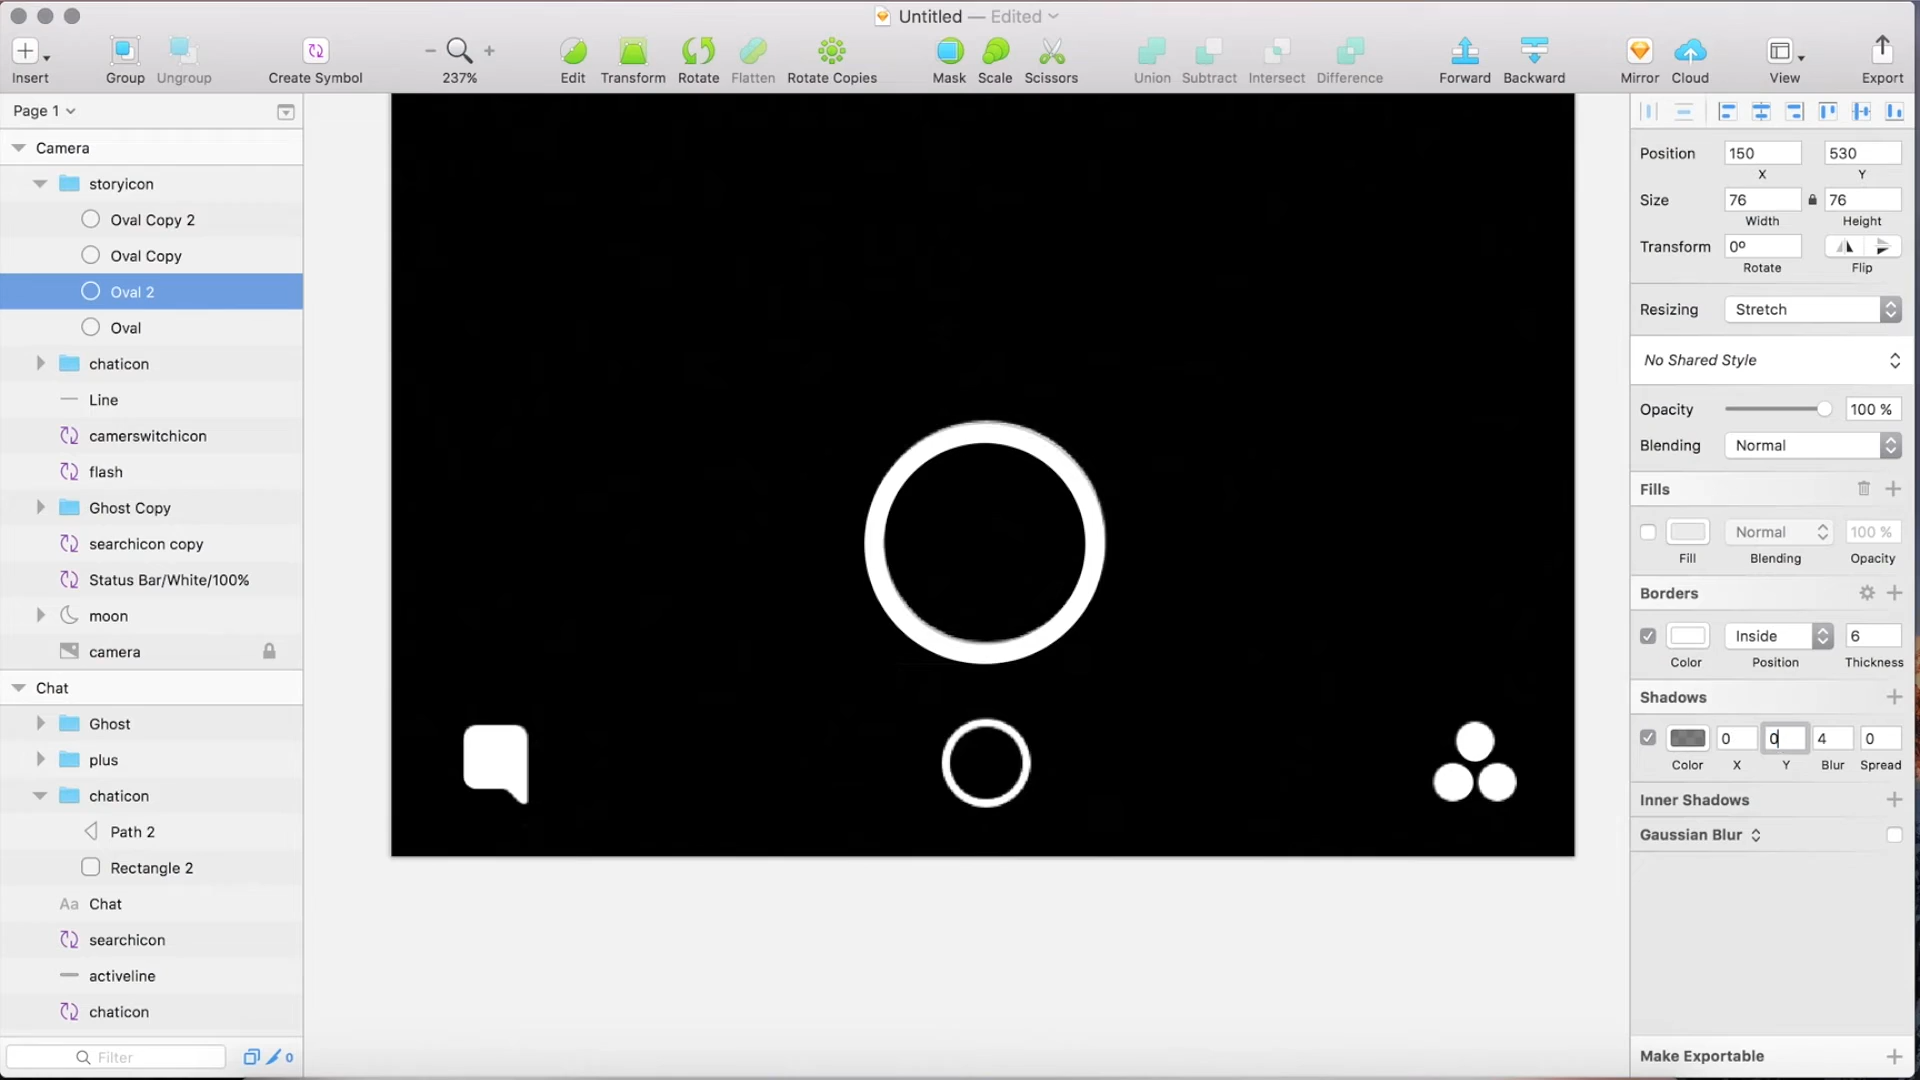 Untitled — Edited
Insert
Group
Ungroup
Create Symbol
237%
Edit
Transform
Rotate
Flatten
Rotate Copies
Mask
Scale
Scissors
Union
Subtract
Intersect
Difference
Forward
Backward
Mirror
Cloud
View
Export
Page 1
Camera
storyicon
Oval Copy 2
Oval Copy
Oval 2
Oval
chaticon
Line
camerswitchicon
flash
Ghost Copy
searchicon copy
Status Bar/White/100%
moon
camera
Chat
Ghost
plus
chaticon
Path 2
Rectangle 2
Aa Chat
searchicon
activeline
chaticon
Filter
0
Position 150 530
X Y
Size 76 76
Width Height
Transform 0º
Rotate Flip
Resizing Stretch
No Shared Style
Opacity 100 %
Blending Normal
Fills
Normal 100 %
Fill Blending Opacity
Borders
Inside 6
Color Position Thickness
Shadows
0 0 4 0
Color X Y Blur Spread
Inner Shadows
Gaussian Blur
Make Exportable